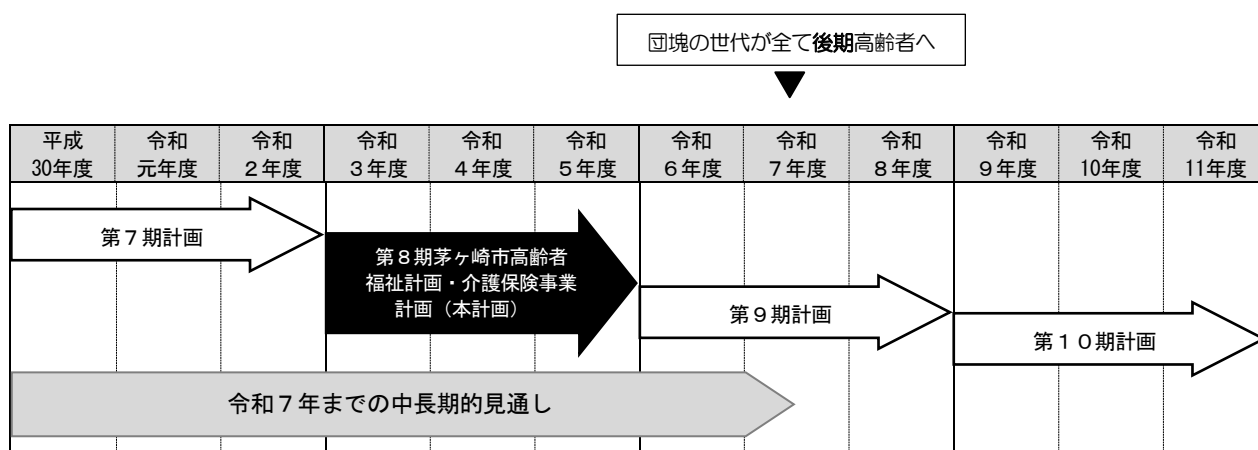 団塊の世代が全て後期高齢者へ
平成 令和 令和 令和 令和 令和 令和 令和 令和 令和 令和 令和
30年度 元年度 2年度 3年度 4年度 5年度 6年度 7年度 8年度 9年度 10年度 11年度
第7期計画
第8期茅ヶ崎市高齢者
福祉計画・介護保険事業
計画（本計画）
第9期計画
第10期計画
令和7年までの中長期的見通し